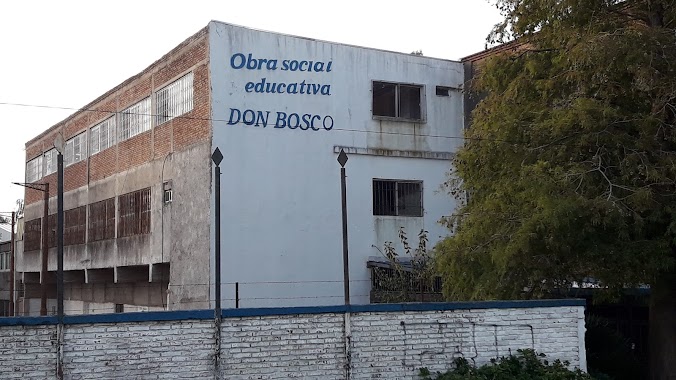 Obra social
educativa
DON BOSCO